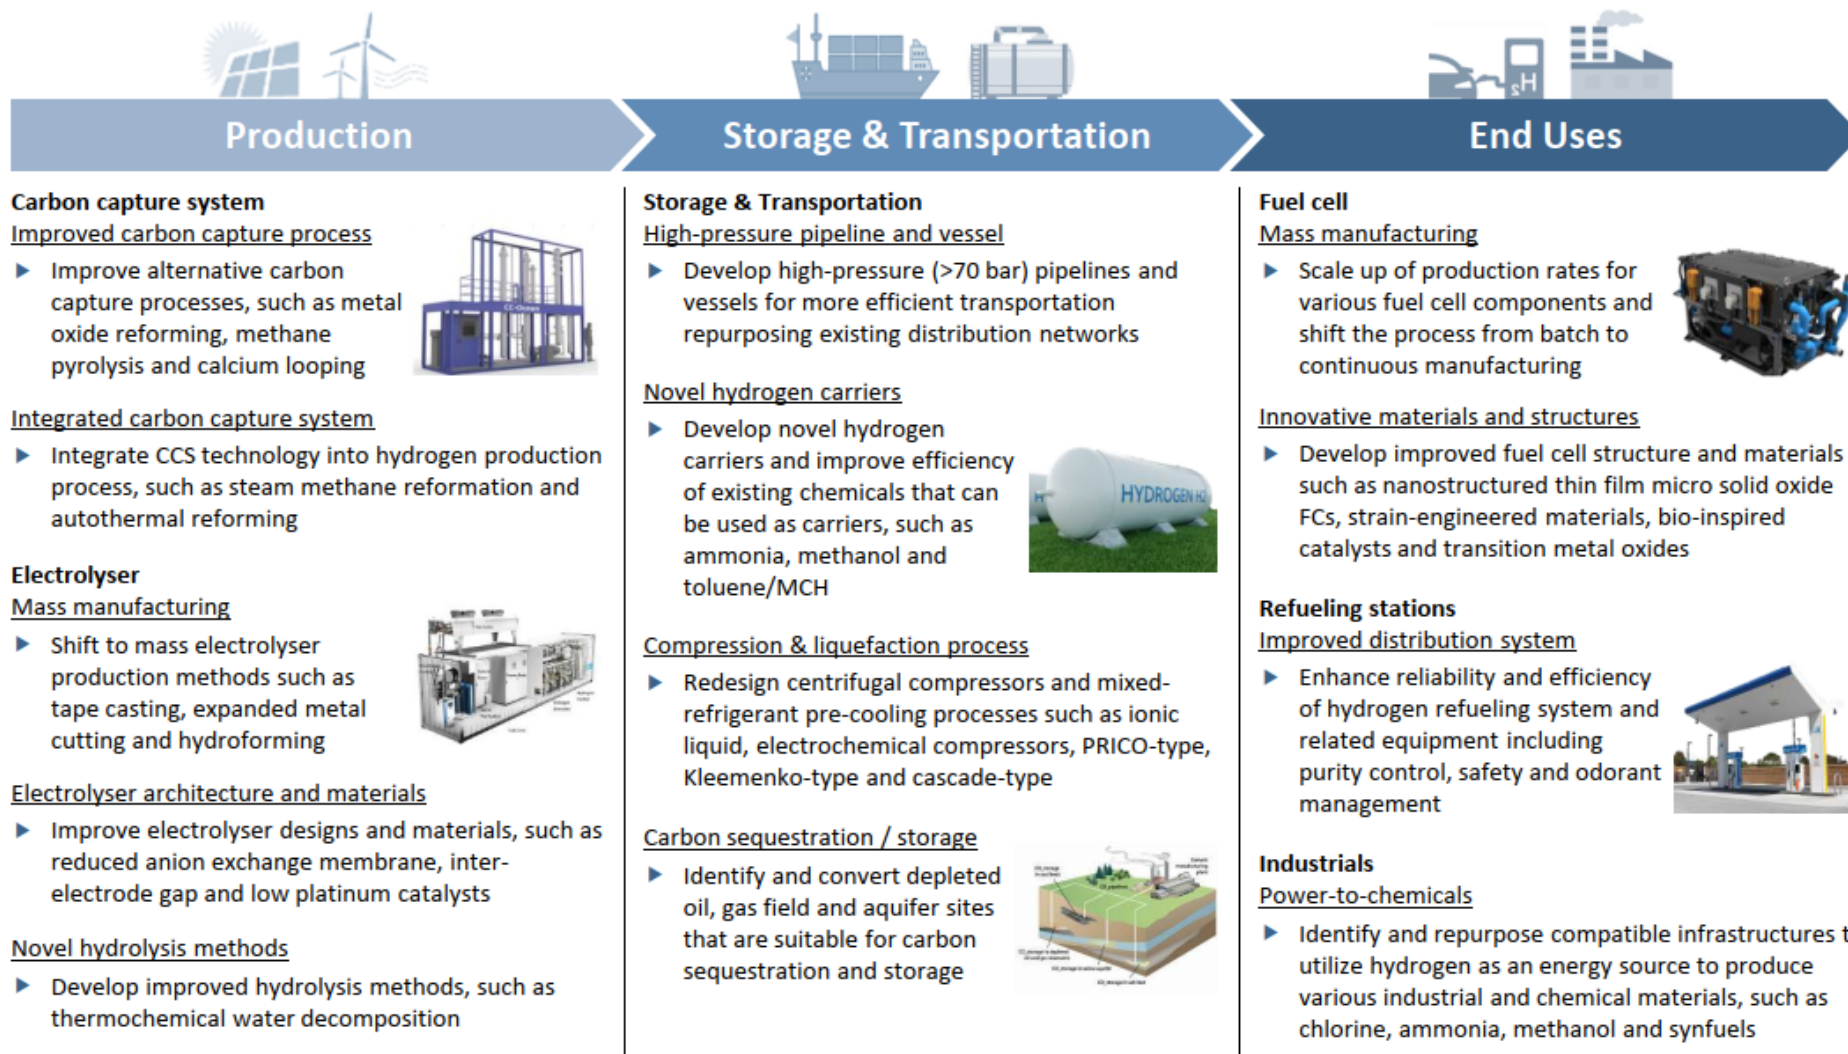 Production
Storage & Transportation
End Uses
H2
Carbon capture system
Improved carbon capture process
Improve alternative carbon
capture processes, such as metal
oxide reforming, methane
pyrolysis and calcium looping
CC-Ocean
Integrated carbon capture system
Integrate CCS technology into hydrogen production
process, such as steam methane reformation and
autothermal reforming
Electrolyser
Mass manufacturing
Shift to mass electrolyser
production methods such as
tape casting, expanded metal
cutting and hydroforming
Electrolyser architecture and materials
Improve electrolyser designs and materials, such as
reduced anion exchange membrane, inter-
electrode gap and low platinum catalysts
Novel hydrolysis methods
Develop improved hydrolysis methods, such as
thermochemical water decomposition
Storage & Transportation
High-pressure pipeline and vessel
Develop high-pressure (>70 bar) pipelines and
vessels for more efficient transportation
repurposing existing distribution networks
Novel hydrogen carriers
Develop novel hydrogen
carriers and improve efficiency
of existing chemicals that can
be used as carriers, such as
ammonia, methanol and
toluene/MCH
HYDROGEN H2
Compression & liquefaction process
Redesign centrifugal compressors and mixed-
refrigerant pre-cooling processes such as ionic
liquid, electrochemical compressors, PRICO-type,
Kleemenko-type and cascade-type
Carbon sequestration / storage
Identify and convert depleted
oil, gas field and aquifer sites
that are suitable for carbon
sequestration and storage
Fuel cell
Mass manufacturing
Scale up of production rates for
various fuel cell components and
shift the process from batch to
continuous manufacturing
Innovative materials and structures
Develop improved fuel cell structure and materials
such as nanostructured thin film micro solid oxide
FCs, strain-engineered materials, bio-inspired
catalysts and transition metal oxides
Refueling stations
Improved distribution system
Enhance reliability and efficiency
of hydrogen refueling system and
related equipment including
purity control, safety and odorant
management
Industrials
Power-to-chemicals
Identify and repurpose compatible infrastructures t
utilize hydrogen as an energy source to produce
various industrial and chemical materials, such as
chlorine, ammonia, methanol and synfuels